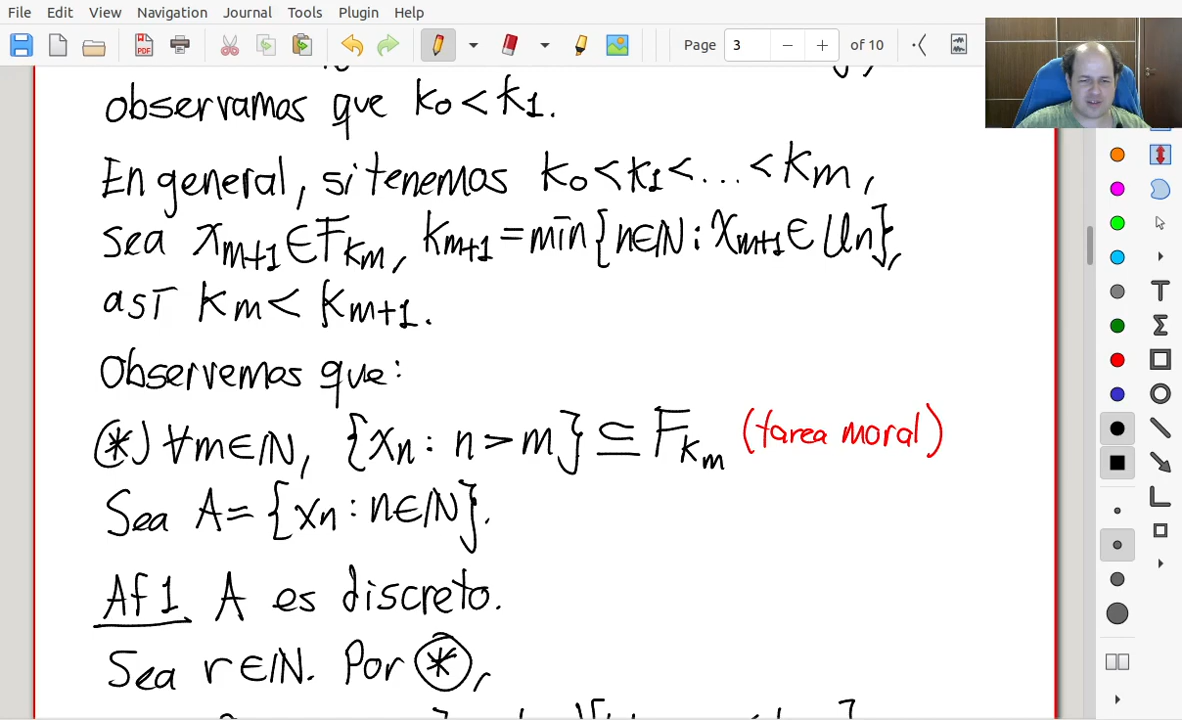 File Edit View Navigation Journal Tools Plugin Help
Page 3 of 10
observamos que k₀<k₁.
En general, si tenemos k₀<k₁<...<kₘ,
sea xₘ₊₁∈F_{kₘ}, kₘ₊₁=mín{n∈ℕ: xₘ₊₁∈Uₙ},
así kₘ<kₘ₊₁.
Observemos que:
(*) ∀m∈ℕ, {xₙ: n>m}⊆F_{kₘ} (tarea moral)
Sea A={xₙ: n∈ℕ}.
Af 1. A es discreto.
Sea r∈ℕ. Por (*),